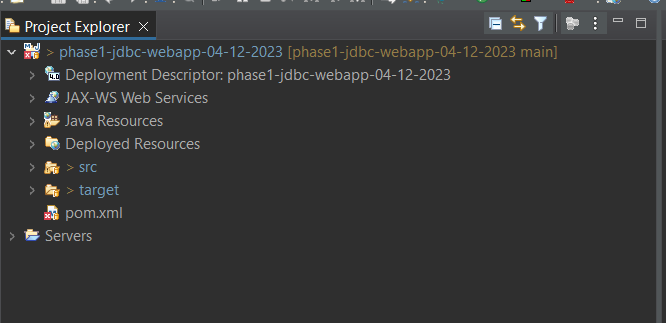 Project Explorer
> phase1-jdbc-webapp-04-12-2023 [phase1-jdbc-webapp-04-12-2023 main]
Deployment Descriptor: phase1-jdbc-webapp-04-12-2023
JAX-WS Web Services
Java Resources
Deployed Resources
> src
> target
pom.xml
Servers